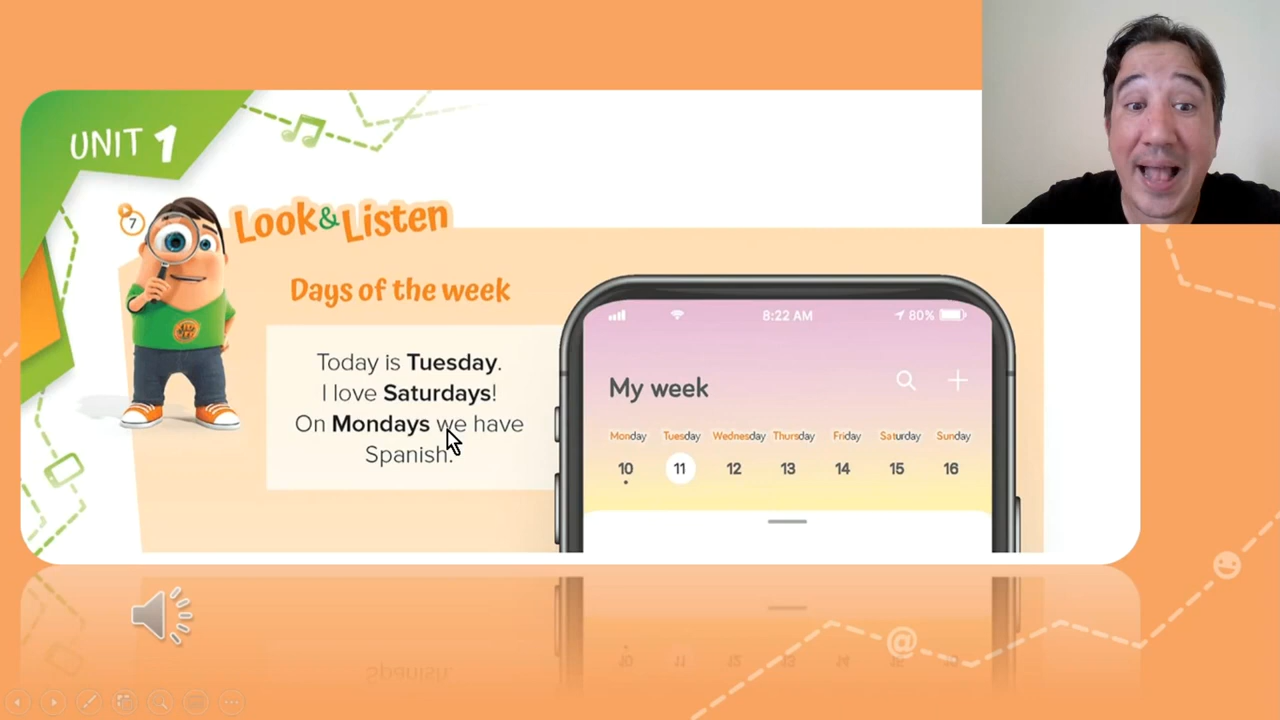 UNIT 1
7
Look & Listen
Days of the week
Today is Tuesday.
I love Saturdays!
On Mondays we have
Spanish.
8:22 AM
80%
My week
Monday Tuesday Wednesday Thursday Friday Saturday Sunday
10 11 12 13 14 15 16
@